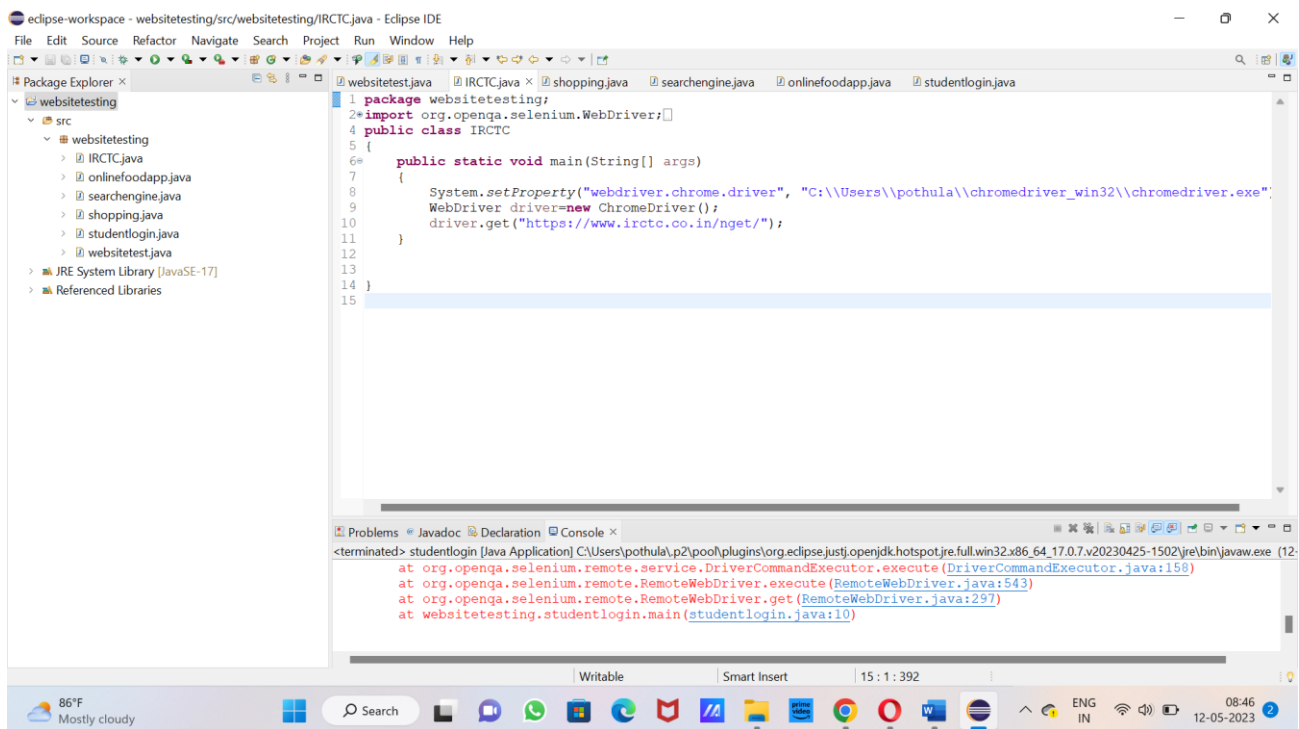 eclipse-workspace - websitetesting/src/websitetesting/IRCTC.java - Eclipse IDE
File Edit Source Refactor Navigate Search Project Run Window Help
Package Explorer ×
websitetesting
src
websitetesting
IRCTC.java
onlinefoodapp.java
searchengine.java
shopping.java
studentlogin.java
websitetest.java
JRE System Library [JavaSE-17]
Referenced Libraries
websitetest.java IRCTC.java × shopping.java searchengine.java onlinefoodapp.java studentlogin.java
1 package websitetesting;
2 import org.openqa.selenium.WebDriver;
4 public class IRCTC
5 {
6 public static void main(String[] args)
7 {
8 System.setProperty("webdriver.chrome.driver", "C:\\Users\\pothula\\chromedriver_win32\\chromedriver.exe")
9 WebDriver driver=new ChromeDriver();
10 driver.get("https://www.irctc.co.in/nget/");
11 }
12
13
14 }
15
Problems Javadoc Declaration Console ×
<terminated> studentlogin [Java Application] C:\Users\pothula\.p2\pool\plugins\org.eclipse.justj.openjdk.hotspot.jre.full.win32.x86_64_17.0.7.v20230425-1502\jre\bin\javaw.exe (12-
at org.openqa.selenium.remote.service.DriverCommandExecutor.execute(DriverCommandExecutor.java:158)
at org.openqa.selenium.remote.RemoteWebDriver.execute(RemoteWebDriver.java:543)
at org.openqa.selenium.remote.RemoteWebDriver.get(RemoteWebDriver.java:297)
at websitetesting.studentlogin.main(studentlogin.java:10)
Writable Smart Insert 15 : 1 : 392
86°F
Mostly cloudy
Search
prime video
ENG
IN
08:46
12-05-2023
2